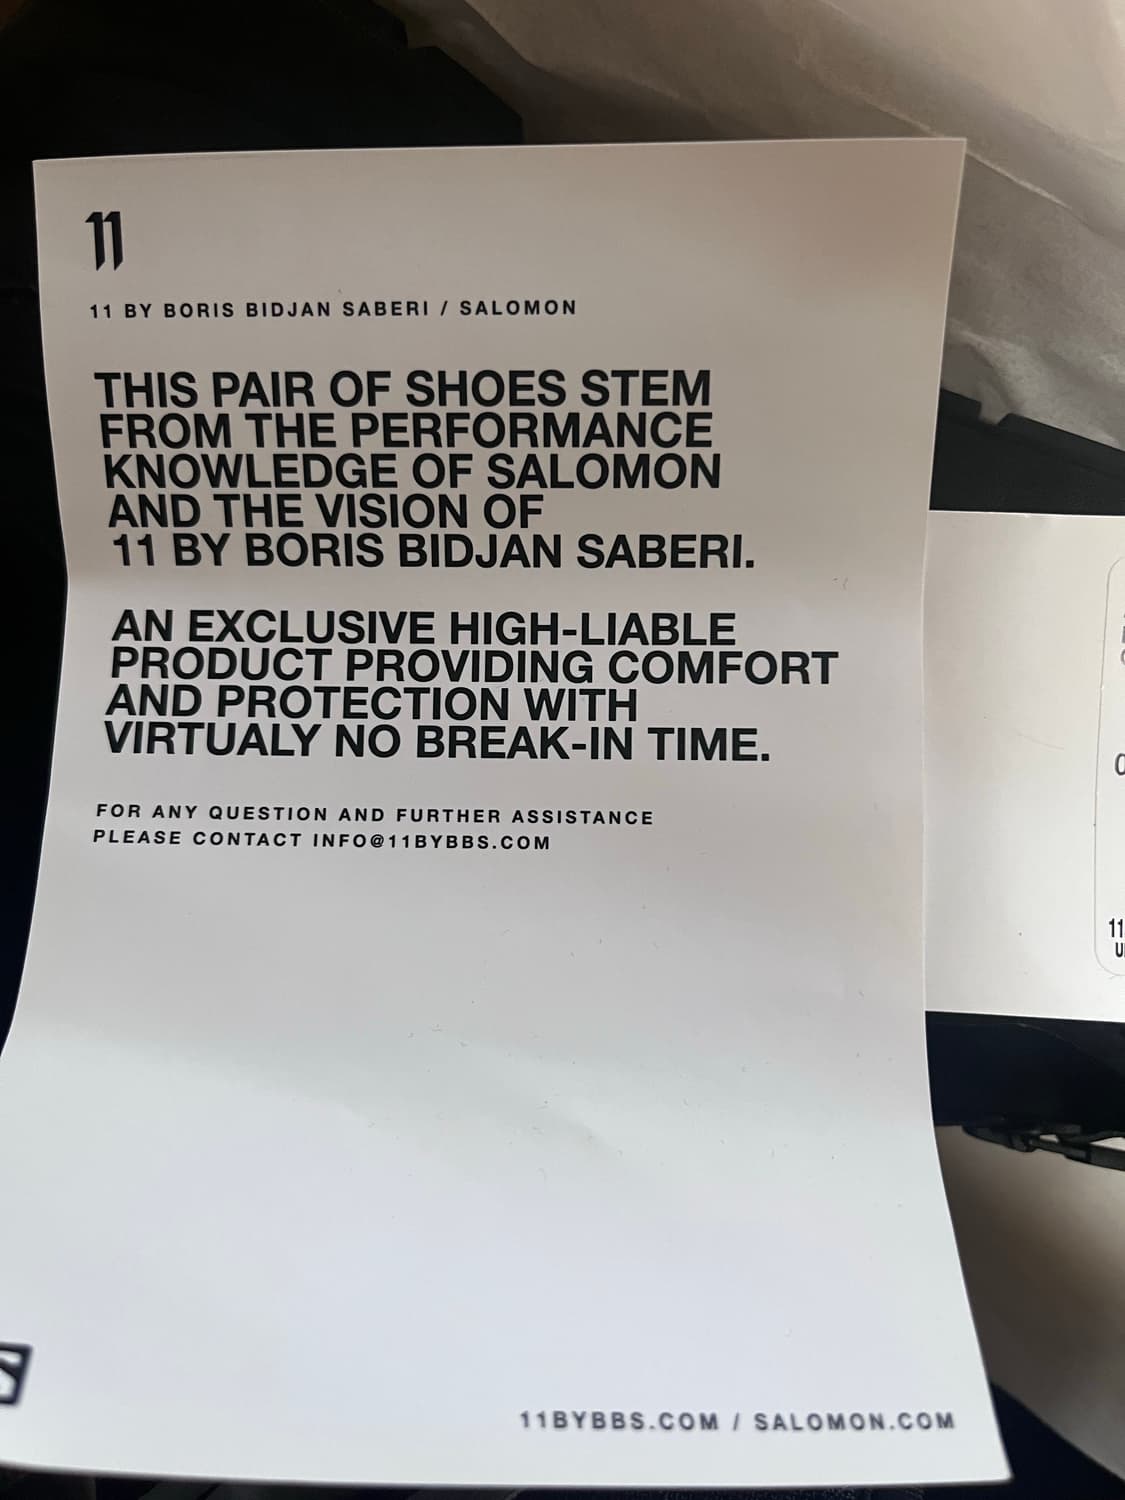 11
11 BY BORIS BIDJAN SABERI / SALOMON
THIS PAIR OF SHOES STEM
FROM THE PERFORMANCE
KNOWLEDGE OF SALOMON
AND THE VISION OF
11 BY BORIS BIDJAN SABERI.
AN EXCLUSIVE HIGH-LIABLE
PRODUCT PROVIDING COMFORT
AND PROTECTION WITH
VIRTUALY NO BREAK-IN TIME.
FOR ANY QUESTION AND FURTHER ASSISTANCE
PLEASE CONTACT INFO@11BYBBS.COM
11BYBBS.COM / SALOMON.COM
11